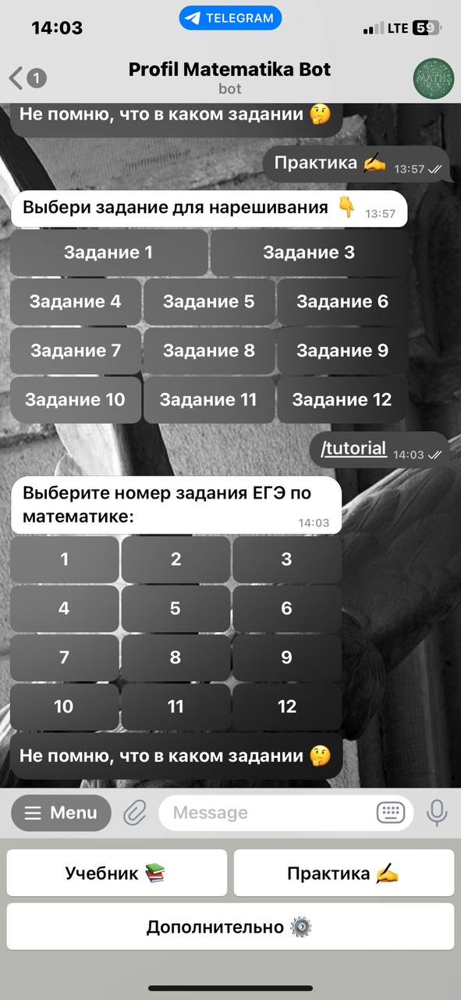 14:03
TELEGRAM
LTE 59
1
Profil Matematika Bot
bot
MATHS
Не помню, что в каком задании 🤔
Практика ✍️ 13:57
Выбери задание для нарешивания 👇 13:57
Задание 1 Задание 3
Задание 4 Задание 5 Задание 6
Задание 7 Задание 8 Задание 9
Задание 10 Задание 11 Задание 12
/tutorial 14:03
Выберите номер задания ЕГЭ по
математике: 14:03
1 2 3
4 5 6
7 8 9
10 11 12
Не помню, что в каком задании 🤔
Menu Message
Учебник 📚 Практика ✍️
Дополнительно ⚙️